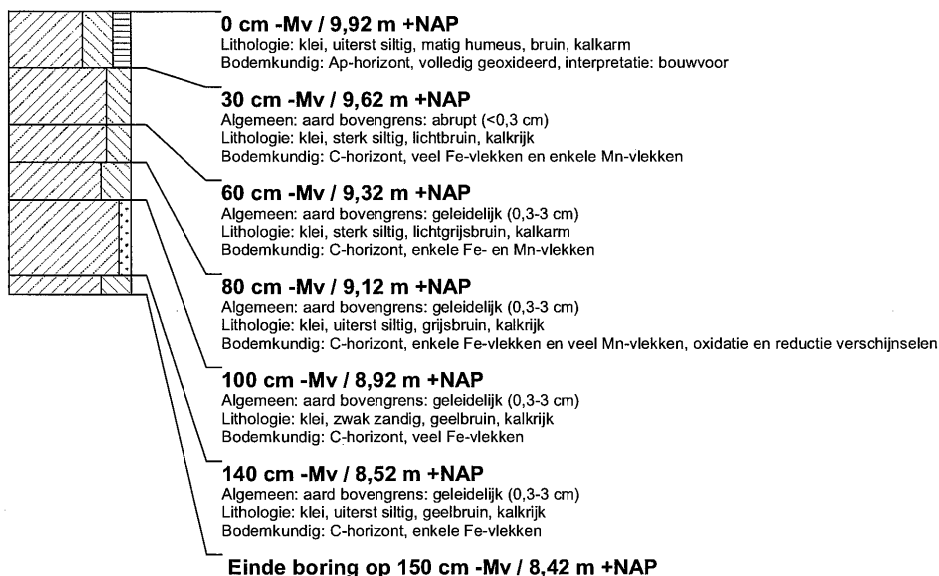 0 cm -Mv / 9,92 m +NAP
Lithologie: klei, uiterst siltig, matig humeus, bruin, kalkarm
Bodemkundig: Ap-horizont, volledig geoxideerd, interpretatie: bouwvoor
30 cm -Mv / 9,62 m +NAP
Algemeen: aard bovengrens: abrupt (<0,3 cm)
Lithologie: klei, sterk siltig, lichtbruin, kalkrijk
Bodemkundig: C-horizont, veel Fe-vlekken en enkele Mn-vlekken
60 cm -Mv / 9,32 m +NAP
Algemeen: aard bovengrens: geleidelijk (0,3-3 cm)
Lithologie: klei, sterk siltig, lichtgrijsbruin, kalkarm
Bodemkundig: C-horizont, enkele Fe- en Mn-vlekken
80 cm -Mv / 9,12 m +NAP
Algemeen: aard bovengrens: geleidelijk (0,3-3 cm)
Lithologie: klei, uiterst siltig, grijsbruin, kalkrijk
Bodemkundig: C-horizont, enkele Fe-vlekken en veel Mn-vlekken, oxidatie en reductie verschijnselen
100 cm -Mv / 8,92 m +NAP
Algemeen: aard bovengrens: geleidelijk (0,3-3 cm)
Lithologie: klei, zwak zandig, geelbruin, kalkrijk
Bodemkundig: C-horizont, veel Fe-vlekken
140 cm -Mv / 8,52 m +NAP
Algemeen: aard bovengrens: geleidelijk (0,3-3 cm)
Lithologie: klei, uiterst siltig, geelbruin, kalkrijk
Bodemkundig: C-horizont, enkele Fe-vlekken
Einde boring op 150 cm -Mv / 8,42 m +NAP